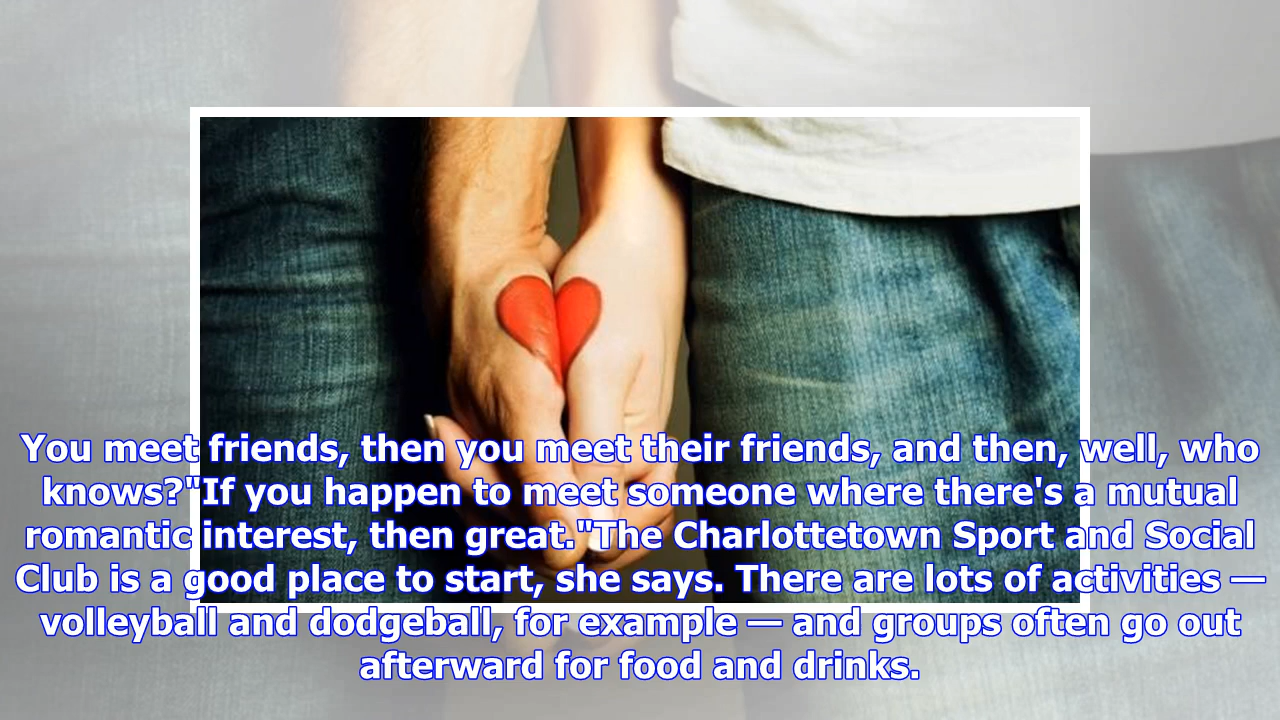 You meet friends, then you meet their friends, and then, well, who
knows?"If you happen to meet someone where there's a mutual
romantic interest, then great."The Charlottetown Sport and Social
Club is a good place to start, she says. There are lots of activities —
volleyball and dodgeball, for example — and groups often go out
afterward for food and drinks.